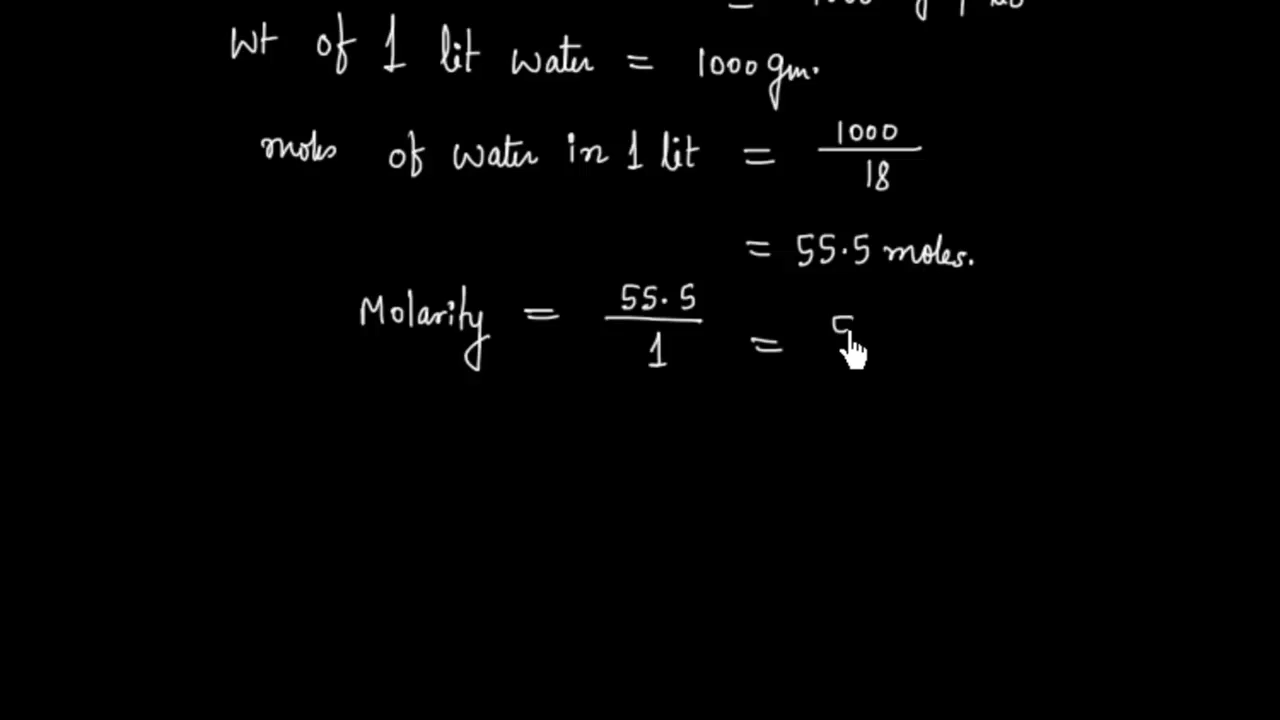 =
Wt of 1 lit water = 1000 gm.
moles of water in 1 lit = 1000/18
= 55.5 moles.
Molarity = 55.5/1 =